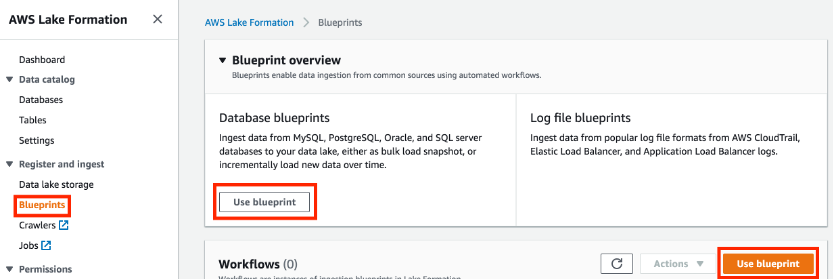 AWS Lake Formation
Dashboard
Data catalog
Databases
Tables
Settings
Register and ingest
Data lake storage
Blueprints
Crawlers
Jobs
Permissions
AWS Lake Formation > Blueprints
Blueprint overview
Blueprints enable data ingestion from common sources using automated workflows.
Database blueprints
Ingest data from MySQL, PostgreSQL, Oracle, and SQL server
databases to your data lake, either as bulk load snapshot, or
incrementally load new data over time.
Use blueprint
Log file blueprints
Ingest data from popular log file formats from AWS CloudTrail,
Elastic Load Balancer, and Application Load Balancer logs.
Workflows (0)
Actions
Use blueprint
Workflows are instances of ingestion blueprints in Lake Formation.